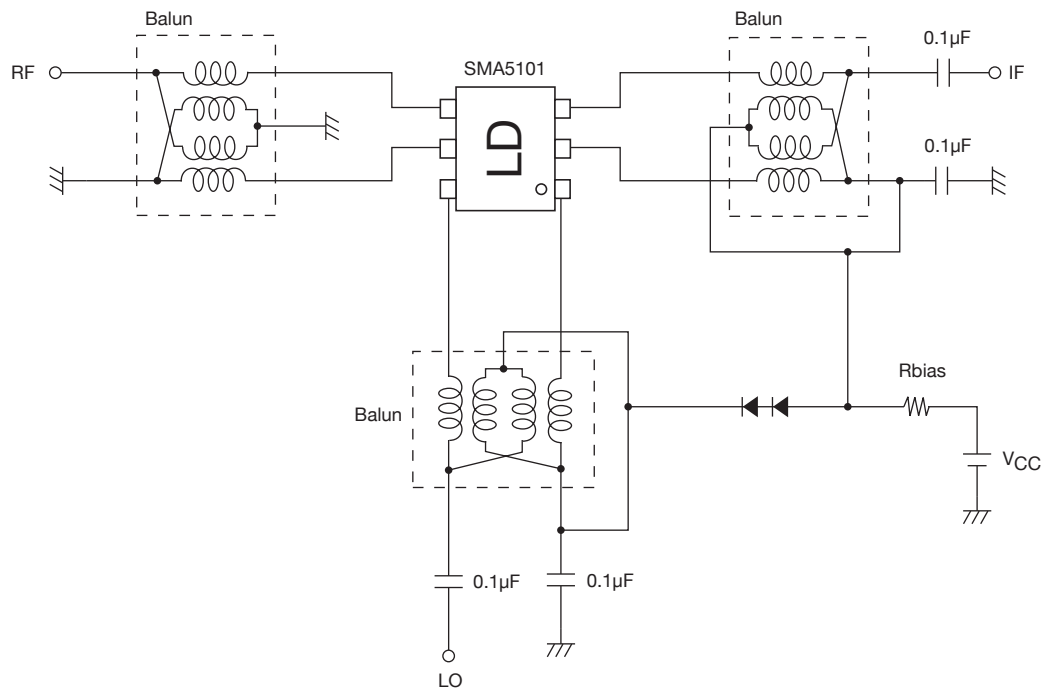 Balun
Balun
0.1µF
RF
SMA5101
IF
LD
0.1µF
Rbias
Balun
VCC
0.1µF
0.1µF
LO